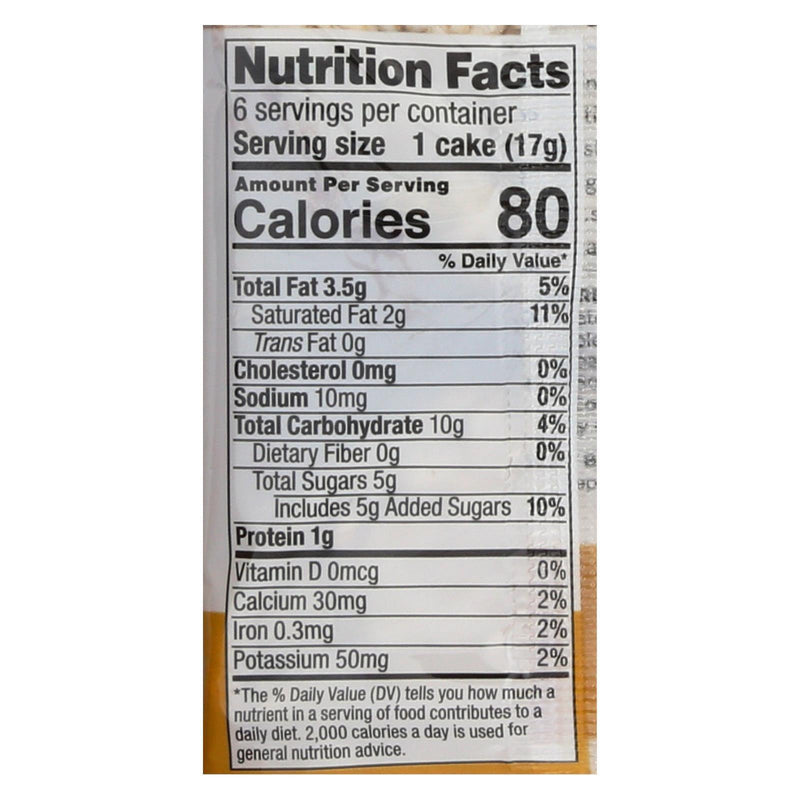 Nutrition Facts
6 servings per container
Serving size 1 cake (17g)
Amount Per Serving
Calories 80
% Daily Value*
Total Fat 3.5g 5%
Saturated Fat 2g 11%
Trans Fat 0g
Cholesterol 0mg 0%
Sodium 10mg 0%
Total Carbohydrate 10g 4%
Dietary Fiber 0g 0%
Total Sugars 5g
Includes 5g Added Sugars 10%
Protein 1g
Vitamin D 0mcg 0%
Calcium 30mg 2%
Iron 0.3mg 2%
Potassium 50mg 2%
*The % Daily Value (DV) tells you how much a
nutrient in a serving of food contributes to a
daily diet. 2,000 calories a day is used for
general nutrition advice.